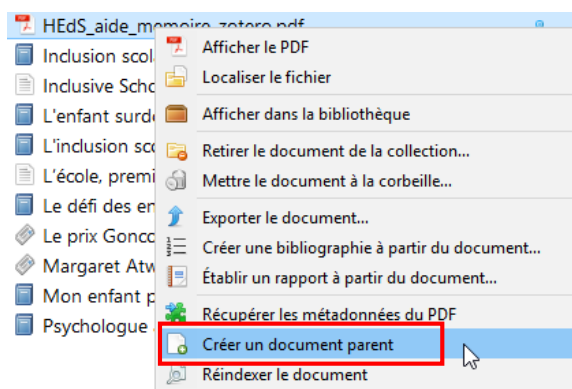 HEdS_aide_memoire_zotero.pdf
Inclusion scol
Inclusive Scho
L'enfant surd
L'inclusion sco
L'école, premi
Le défi des en
Le prix Gonco
Margaret Atw
Mon enfant p
Psychologue
Afficher le PDF
Localiser le fichier
Afficher dans la bibliothèque
Retirer le document de la collection...
Mettre le document à la corbeille...
Exporter le document...
Créer une bibliographie à partir du document...
Établir un rapport à partir du document...
Récupérer les métadonnées du PDF
Créer un document parent
Réindexer le document